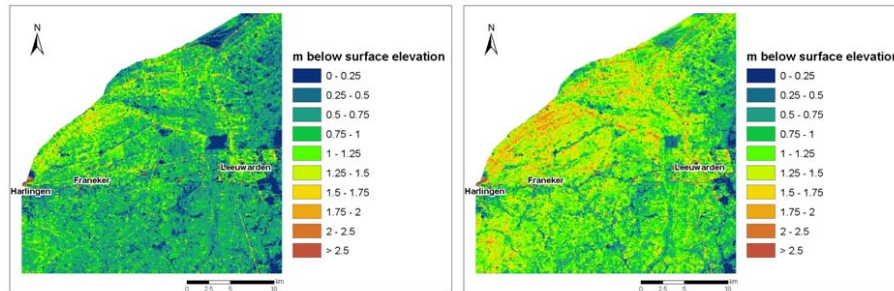 N
m below surface elevation
0 - 0.25
0.25 - 0.5
0.5 - 0.75
0.75 - 1
1 - 1.25
1.25 - 1.5
1.5 - 1.75
1.75 - 2
2 - 2.5
> 2.5
Leeuwarden
Franeker
Harlingen
km
0 2.5 5 10
N
m below surface elevation
0 - 0.25
0.25 - 0.5
0.5 - 0.75
0.75 - 1
1 - 1.25
1.25 - 1.5
1.5 - 1.75
1.75 - 2
2 - 2.5
> 2.5
Leeuwarden
Franeker
Harlingen
km
0 2.5 5 10